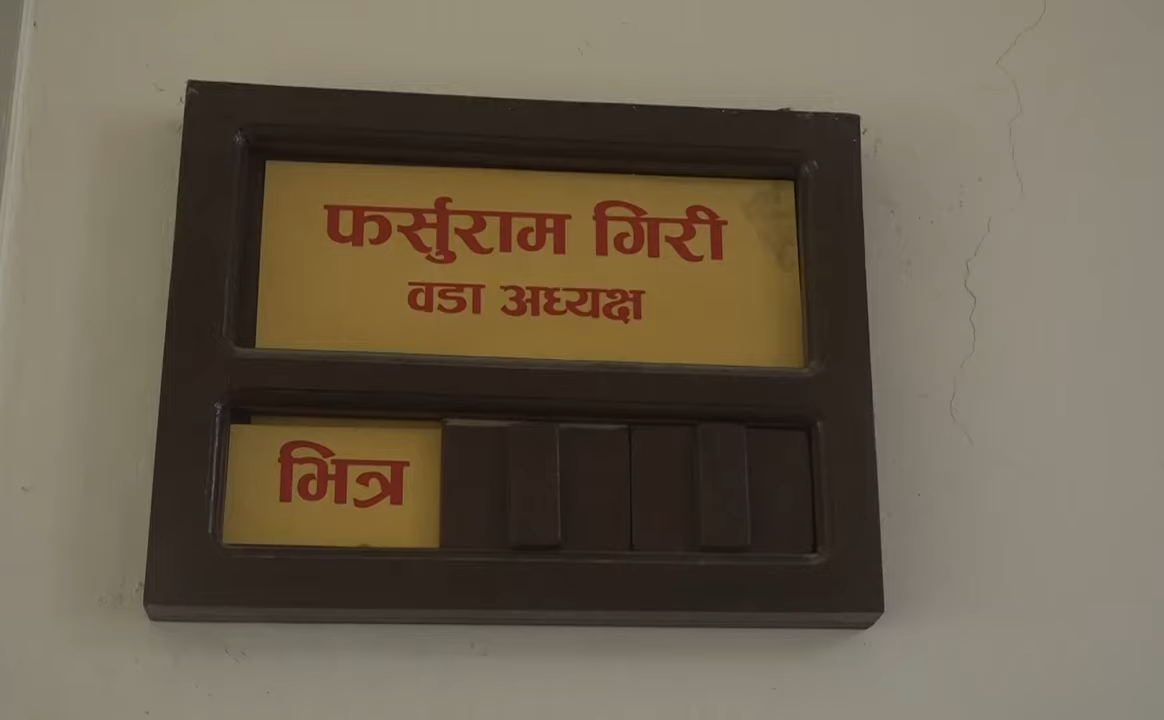 फर्सुराम गिरी
वडा अध्यक्ष
भित्र